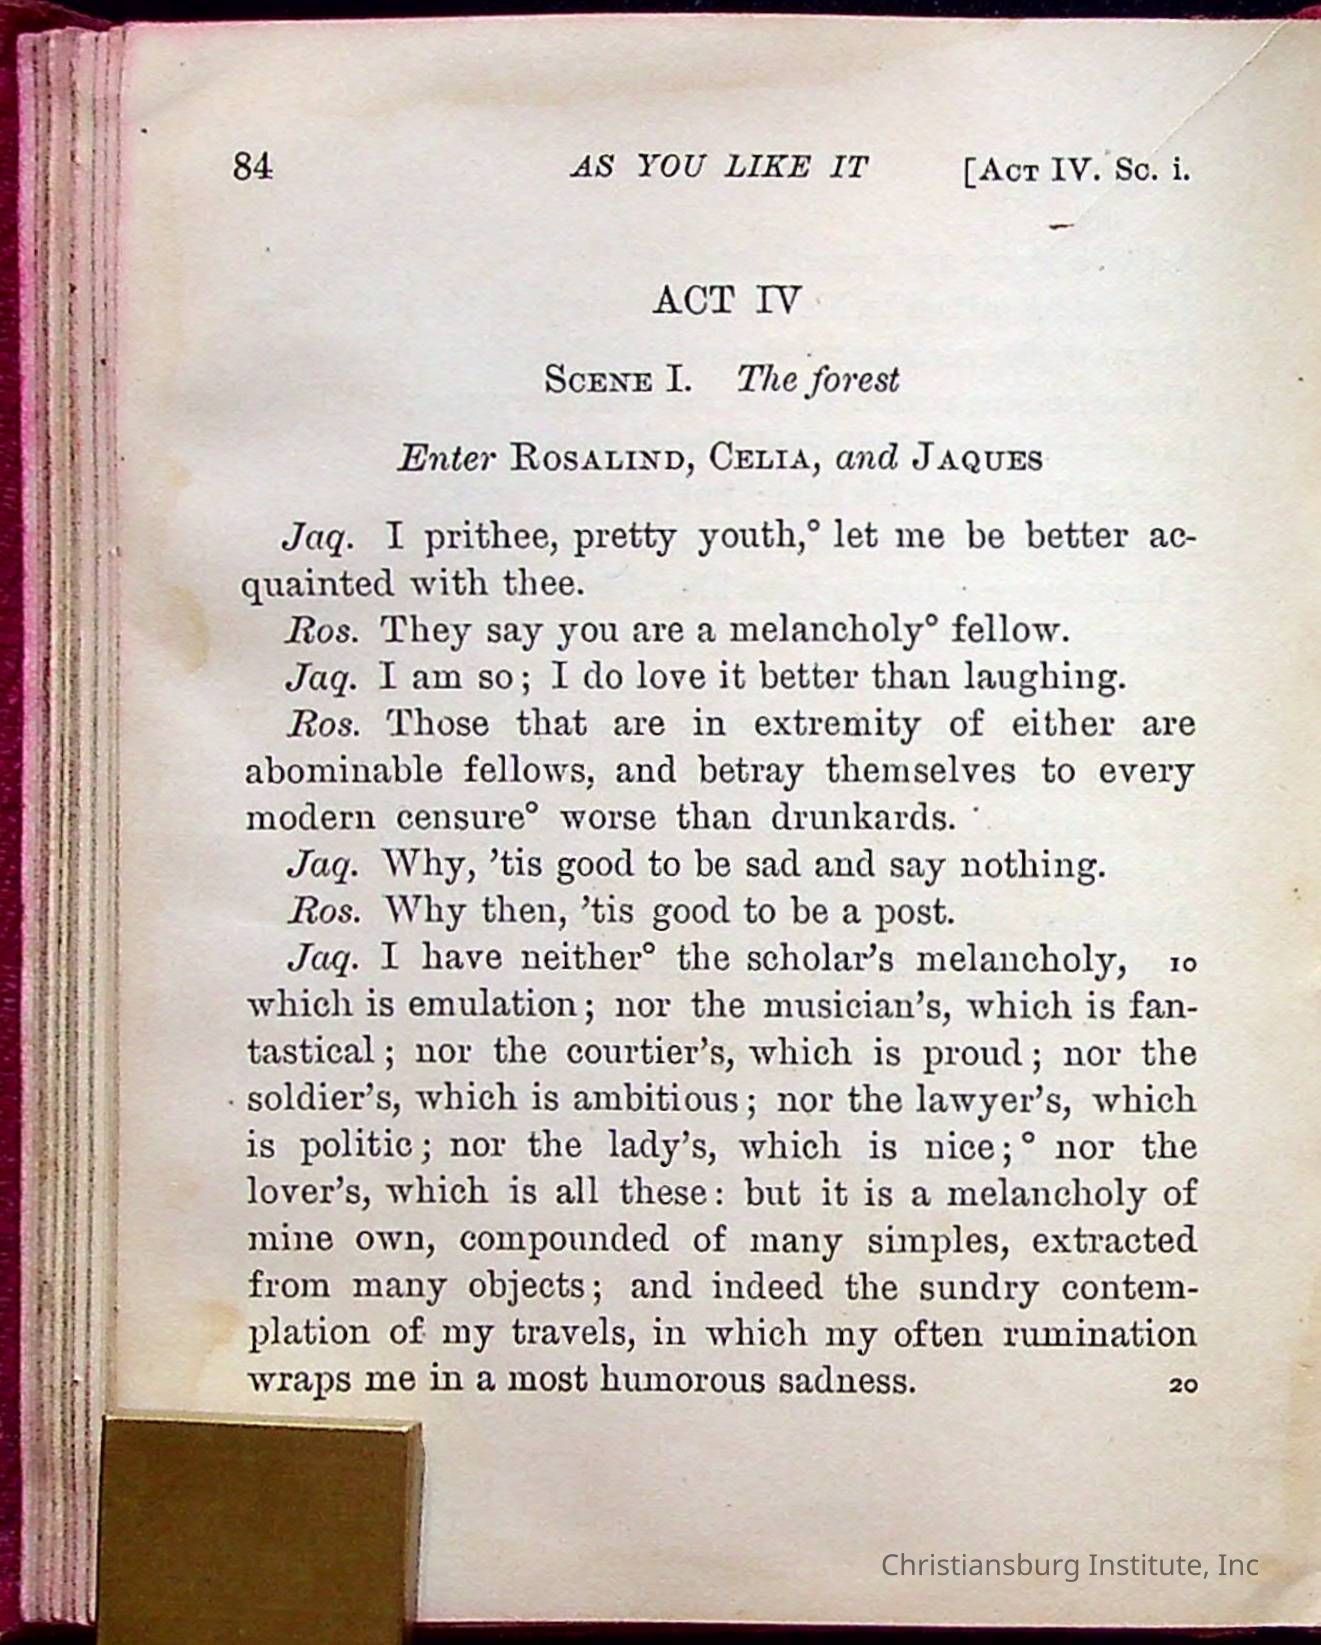 84 AS YOU LIKE IT [ACT IV. Sc. i.
ACT IV
SCENE I. The forest
Enter ROSALIND, CELIA, and JAQUES
Jaq. I prithee, pretty youth,° let me be better ac-
quainted with thee.
Ros. They say you are a melancholy° fellow.
Jaq. I am so; I do love it better than laughing.
Ros. Those that are in extremity of either are
abominable fellows, and betray themselves to every
modern censure° worse than drunkards.
Jaq. Why, ’tis good to be sad and say nothing.
Ros. Why then, ’tis good to be a post.
Jaq. I have neither° the scholar’s melancholy, 10
which is emulation; nor the musician’s, which is fan-
tastical; nor the courtier’s, which is proud; nor the
soldier’s, which is ambitious; nor the lawyer’s, which
is politic; nor the lady’s, which is nice;° nor the
lover’s, which is all these: but it is a melancholy of
mine own, compounded of many simples, extracted
from many objects; and indeed the sundry contem-
plation of my travels, in which my often rumination
wraps me in a most humorous sadness. 20
Christiansburg Institute, Inc